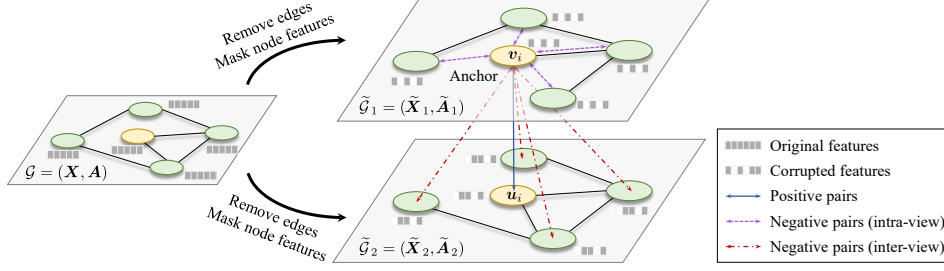 Remove edges
Mask node features
Anchor
v_i
𝒢̃₁ = (X̃₁, Ã₁)
𝒢 = (X, A)
u_i
𝒢̃₂ = (X̃₂, Ã₂)
Remove edges
Mask node features
Original features
Corrupted features
Positive pairs
Negative pairs (intra-view)
Negative pairs (inter-view)